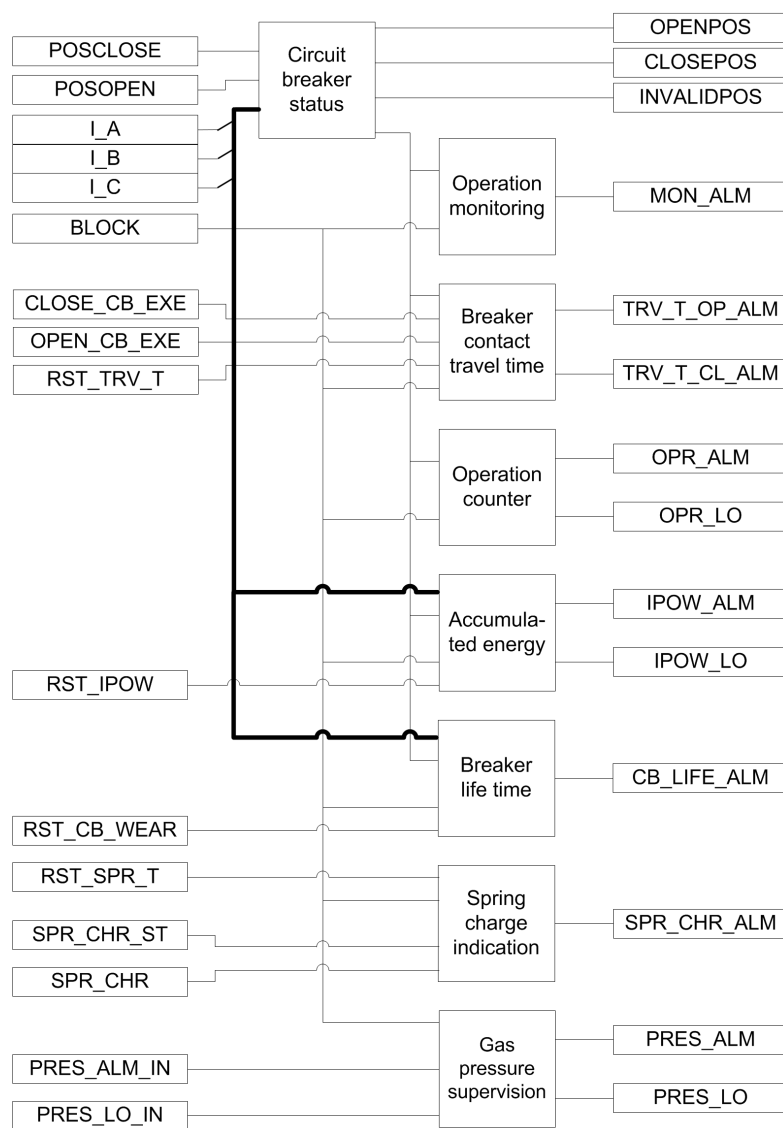 POSCLOSE
POSOPEN
I_A
I_B
I_C
BLOCK
CLOSE_CB_EXE
OPEN_CB_EXE
RST_TRV_T
RST_IPOW
RST_CB_WEAR
RST_SPR_T
SPR_CHR_ST
SPR_CHR
PRES_ALM_IN
PRES_LO_IN
Circuit
breaker
status
Operation
monitoring
Breaker
contact
travel time
Operation
counter
Accumula-
ted energy
Breaker
life time
Spring
charge
indication
Gas
pressure
supervision
OPENPOS
CLOSEPOS
INVALIDPOS
MON_ALM
TRV_T_OP_ALM
TRV_T_CL_ALM
OPR_ALM
OPR_LO
IPOW_ALM
IPOW_LO
CB_LIFE_ALM
SPR_CHR_ALM
PRES_ALM
PRES_LO